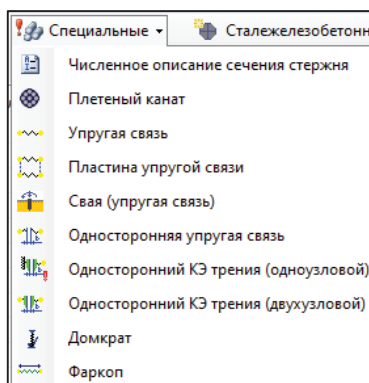 Специальные Сталежелезобетонн
Численное описание сечения стержня
Плетеный канат
Упругая связь
Пластина упругой связи
Свая (упругая связь)
Односторонняя упругая связь
Односторонний КЭ трения (одноузловой)
Односторонний КЭ трения (двухузловой)
Домкрат
Фаркоп